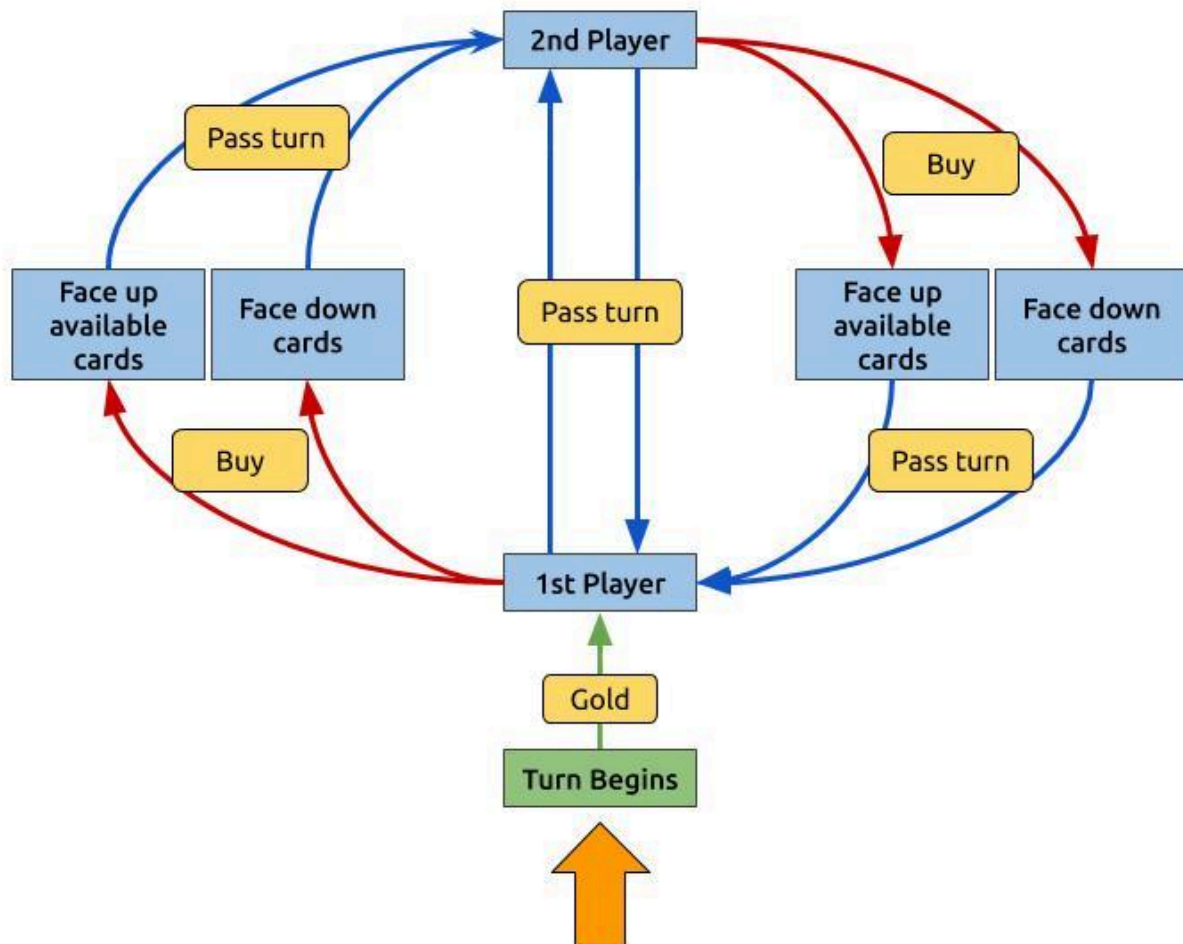 2nd Player
Pass turn
Buy
Face up
available
cards
Face down
cards
Pass turn
Face up
available
cards
Face down
cards
Buy
Pass turn
1st Player
Gold
Turn Begins